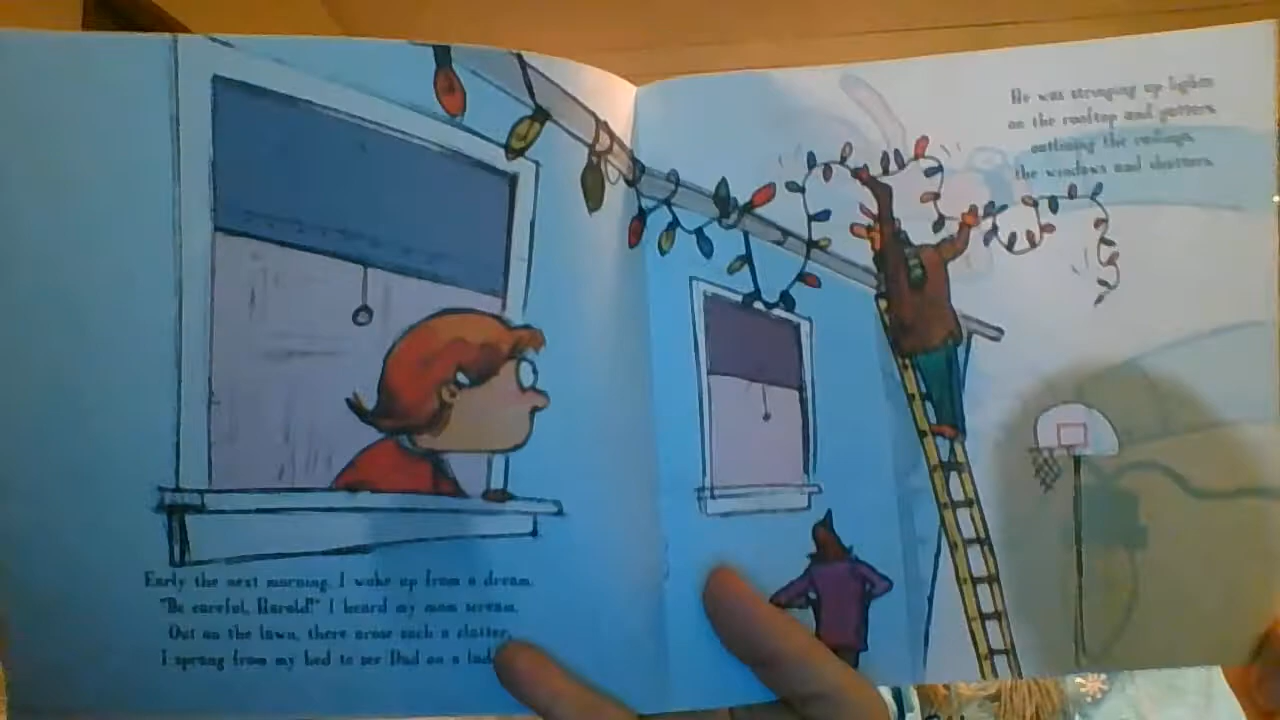 Early the next morning, I woke up from a dream.
"Be careful, Harold!" I heard my mom scream.
Out on the lawn, there arose such a clatter,
I sprang from my bed to see Dad on a
He was stringing up lights
on the rooftop and gutters,
outlining the
the windows and shutters.